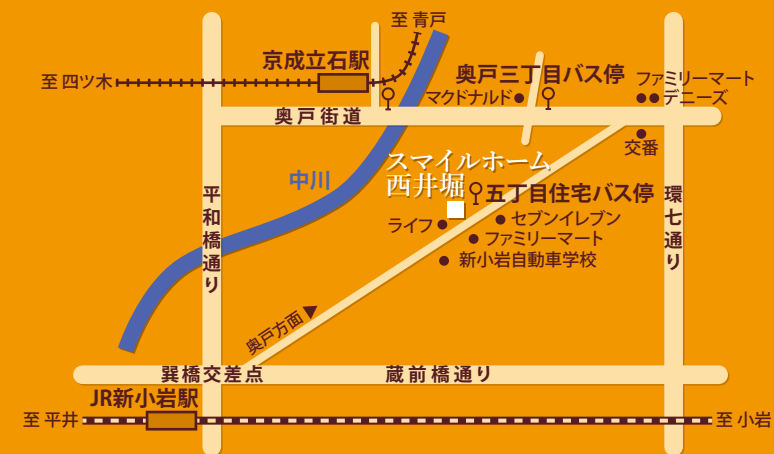 至 青戸
京成立石駅
至 四ツ木
奥戸三丁目バス停
ファミリーマート
マクドナルド
デニーズ
奥戸街道
交番
スマイルホーム
西井堀
中川
五丁目住宅バス停
平和橋通り
環七通り
セブンイレブン
ライフ
ファミリーマート
新小岩自動車学校
奥戸方面
巽橋交差点
蔵前橋通り
JR新小岩駅
至 平井
至 小岩